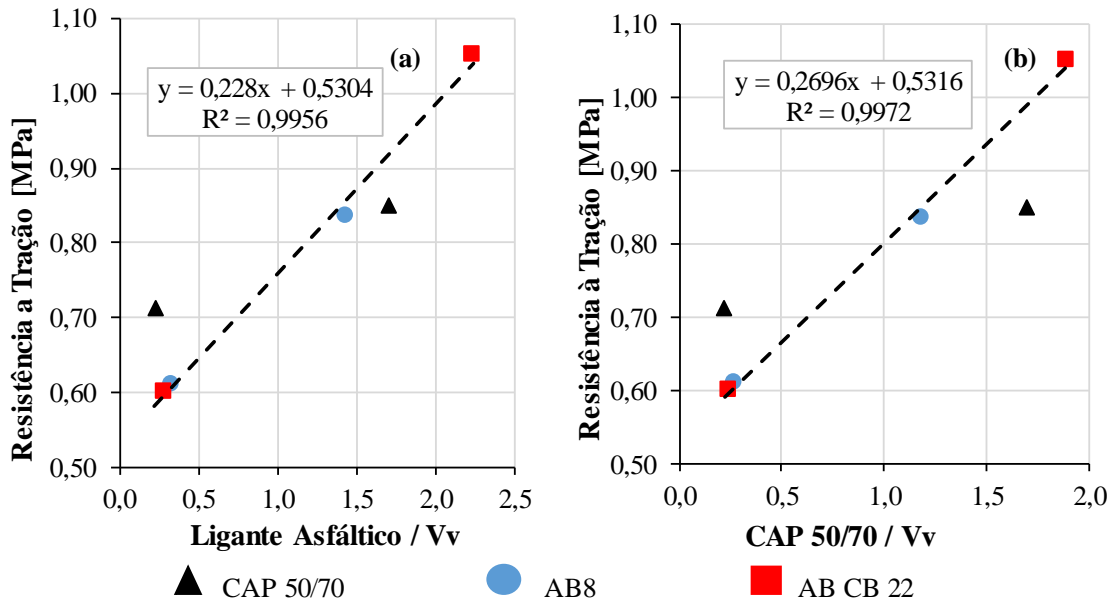 1,10
1,00
0,90
0,80
0,70
0,60
0,50
Resistência a Tração [MPa]
(a)
y = 0,228x + 0,5304
R² = 0,9956
0,0 0,5 1,0 1,5 2,0 2,5
Ligante Asfáltico / Vv
1,10
1,00
0,90
0,80
0,70
0,60
0,50
Resistência à Tração [MPa]
(b)
y = 0,2696x + 0,5316
R² = 0,9972
0,0 0,5 1,0 1,5 2,0
CAP 50/70 / Vv
CAP 50/70 AB8 AB CB 22